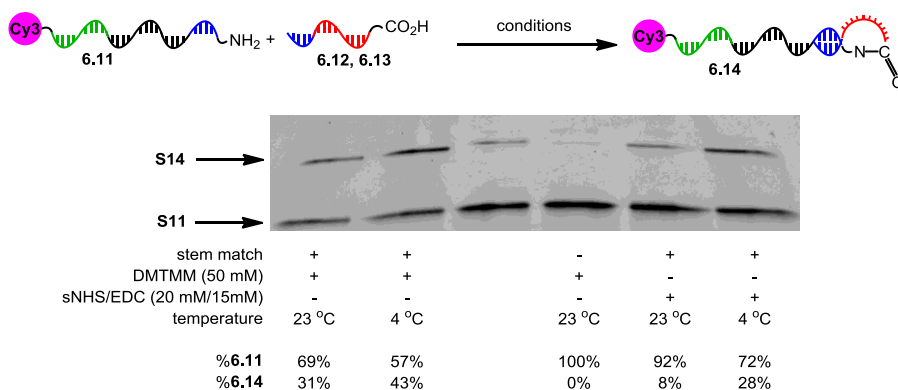 conditions
Cy3 NH2 + CO2H Cy3 N C O
6.11 6.12, 6.13 6.14
S14
S11
stem match + + - + +
DMTMM (50 mM) + + + - -
sNHS/EDC (20 mM/15mM) - - - + +
temperature 23 °C 4 °C 23 °C 23 °C 4 °C
%6.11 69% 57% 100% 92% 72%
%6.14 31% 43% 0% 8% 28%